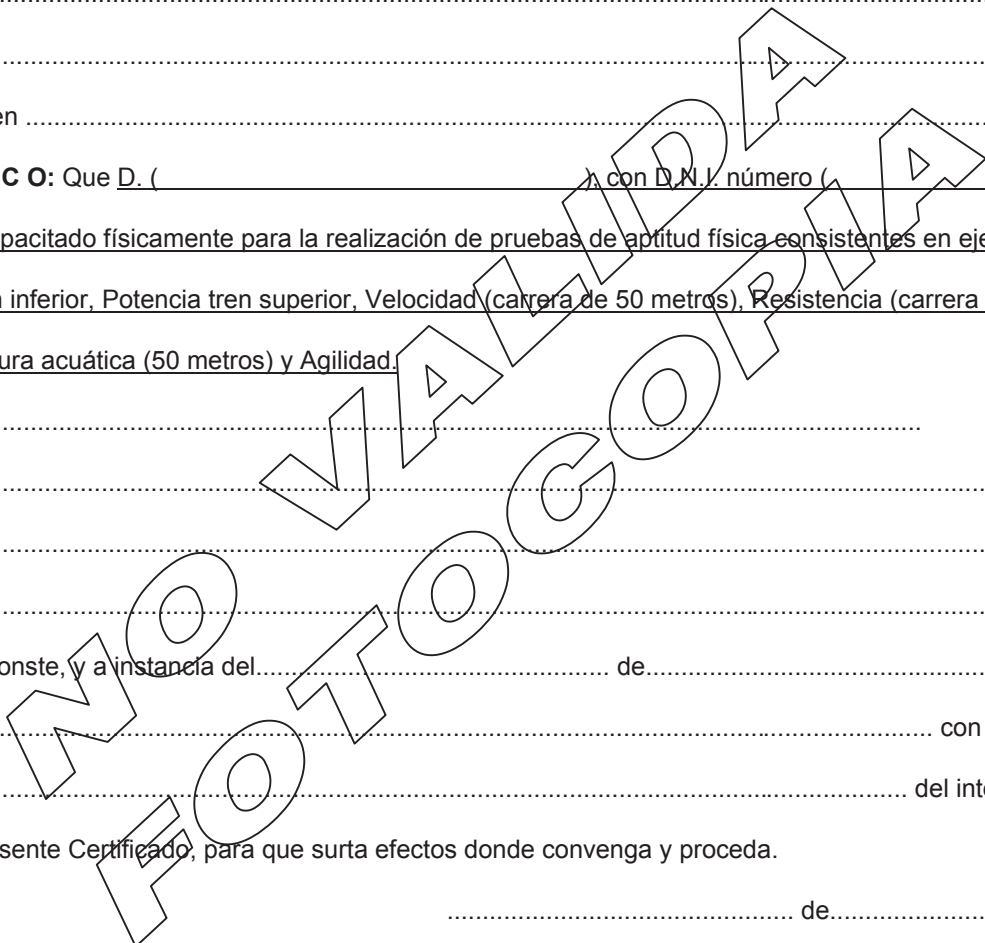 en ........................................................................................................................................
C O: Que D. ( ), con D.N.I. número (
pacitado físicamente para la realización de pruebas de aptitud física consistentes en eje
inferior, Potencia tren superior, Velocidad (carrera de 50 metros), Resistencia (carrera
ura acuática (50 metros) y Agilidad.
onste, y a instancia del.................................................. de..................................................
con
del inte
sente Certificado, para que surta efectos donde convenga y proceda.
.................................................. de......................
NO VALIDA
FOTOCOPIA